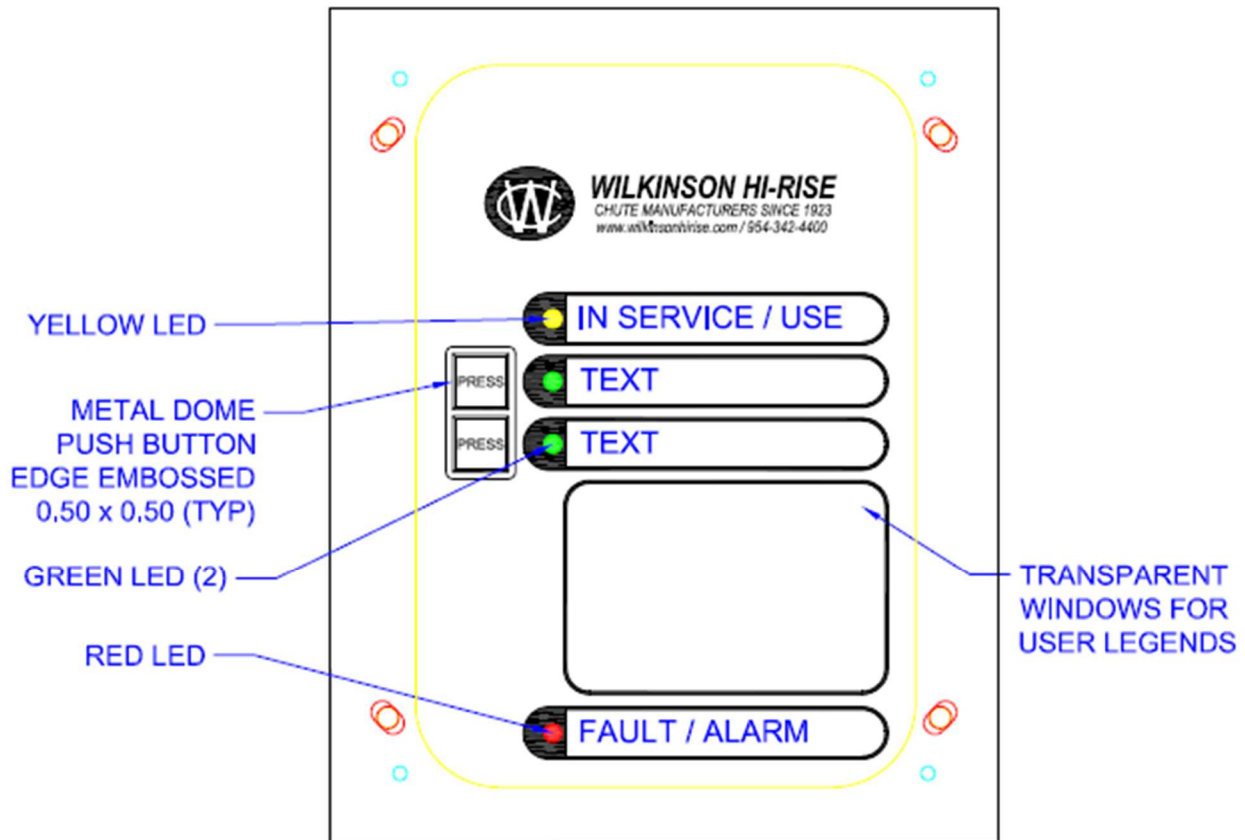 WILKINSON HI-RISE
CHUTE MANUFACTURERS SINCE 1923
www.wilkinsonhirise.com / 954-342-4400
YELLOW LED
IN SERVICE / USE
METAL DOME
PUSH BUTTON
EDGE EMBOSSED
0.50 x 0.50 (TYP)
PRESS
TEXT
PRESS
TEXT
GREEN LED (2)
TRANSPARENT
WINDOWS FOR
USER LEGENDS
RED LED
FAULT / ALARM